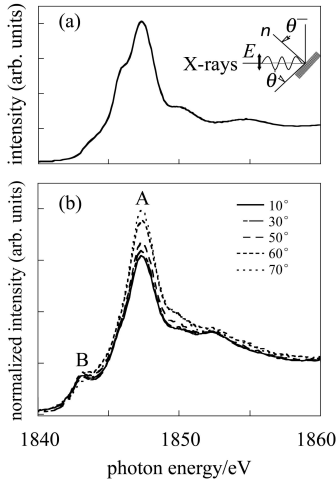 (a)
n
θ
E
X-rays
θ
intensity (arb. units)
(b)
A
10°
30°
50°
60°
70°
B
normalized intensity (arb. units)
1840 1850 1860
photon energy/eV